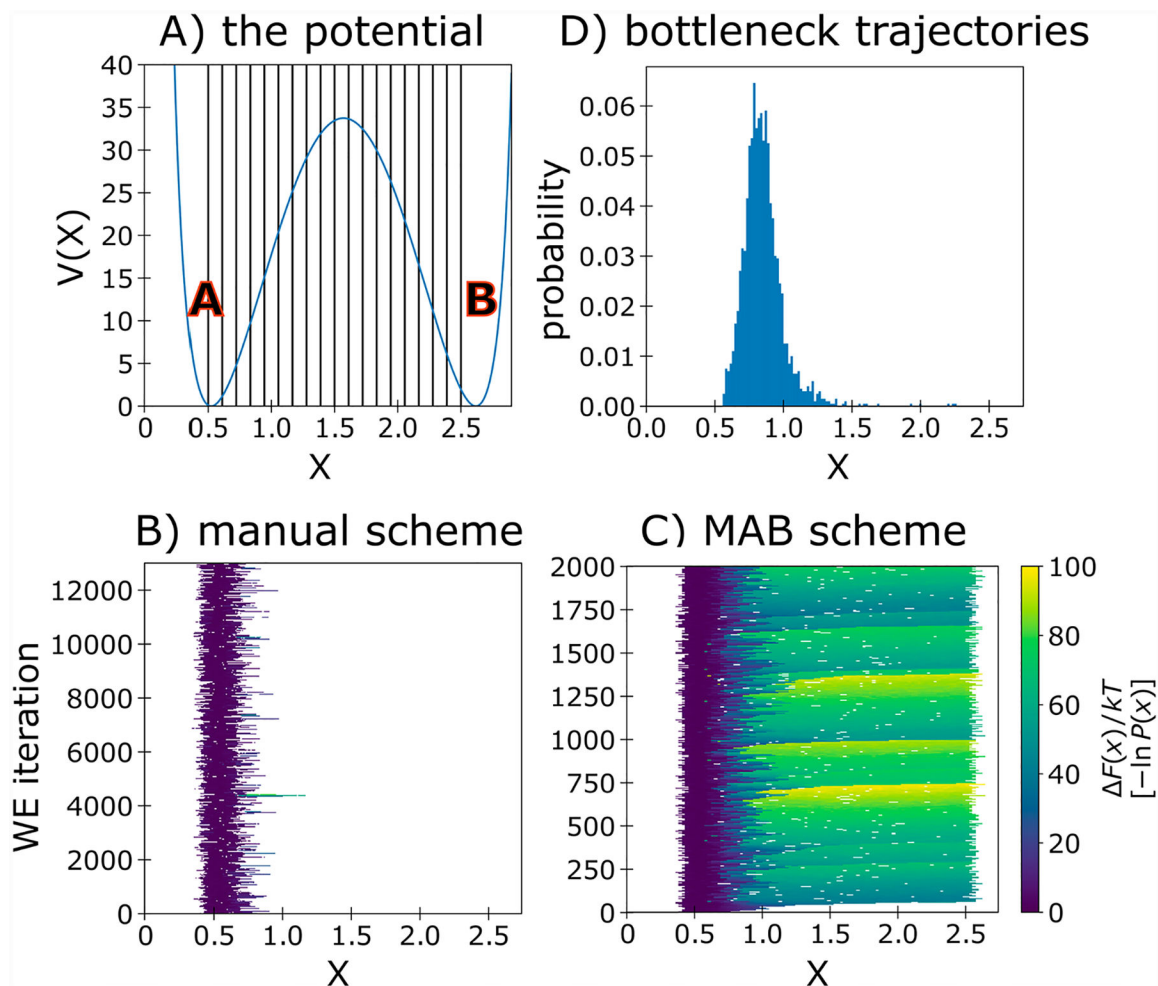 A) the potential
40
35
30
25
20
15
10
5
0
V(X)
A
B
0 0.5 1.0 1.5 2.0 2.5
X
D) bottleneck trajectories
0.06
0.05
0.04
0.03
0.02
0.01
0.00
probability
0.0 0.5 1.0 1.5 2.0 2.5
X
B) manual scheme
12000
10000
8000
6000
4000
2000
0
WE iteration
0 0.5 1.0 1.5 2.0 2.5
X
C) MAB scheme
2000
1750
1500
1250
1000
750
500
250
0
0 0.5 1.0 1.5 2.0 2.5
X
100
80
60
40
20
0
ΔF(x)/kT
[−ln P(x)]